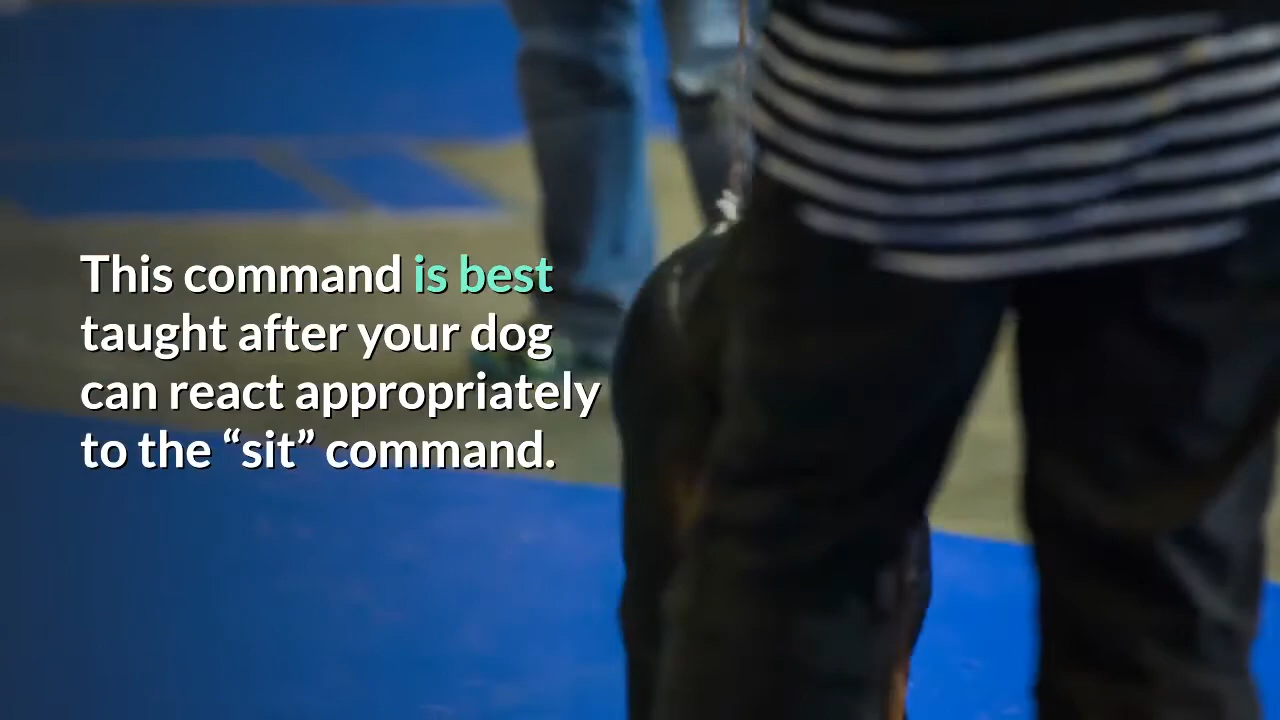 This command is best
taught after your dog
can react appropriately
to the “sit” command.